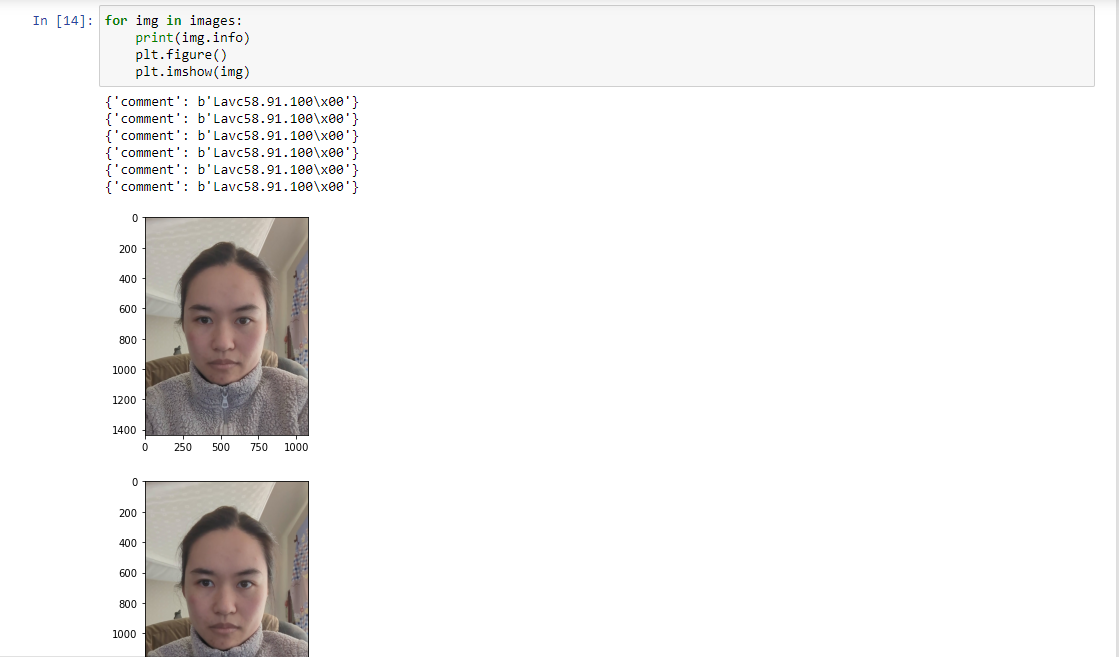 In [14]: for img in images:
print(img.info)
plt.figure()
plt.imshow(img)
{'comment': b'Lavc58.91.100\x00'}
{'comment': b'Lavc58.91.100\x00'}
{'comment': b'Lavc58.91.100\x00'}
{'comment': b'Lavc58.91.100\x00'}
{'comment': b'Lavc58.91.100\x00'}
{'comment': b'Lavc58.91.100\x00'}
0
200
400
600
800
1000
1200
1400
0 250 500 750 1000
0
200
400
600
800
1000